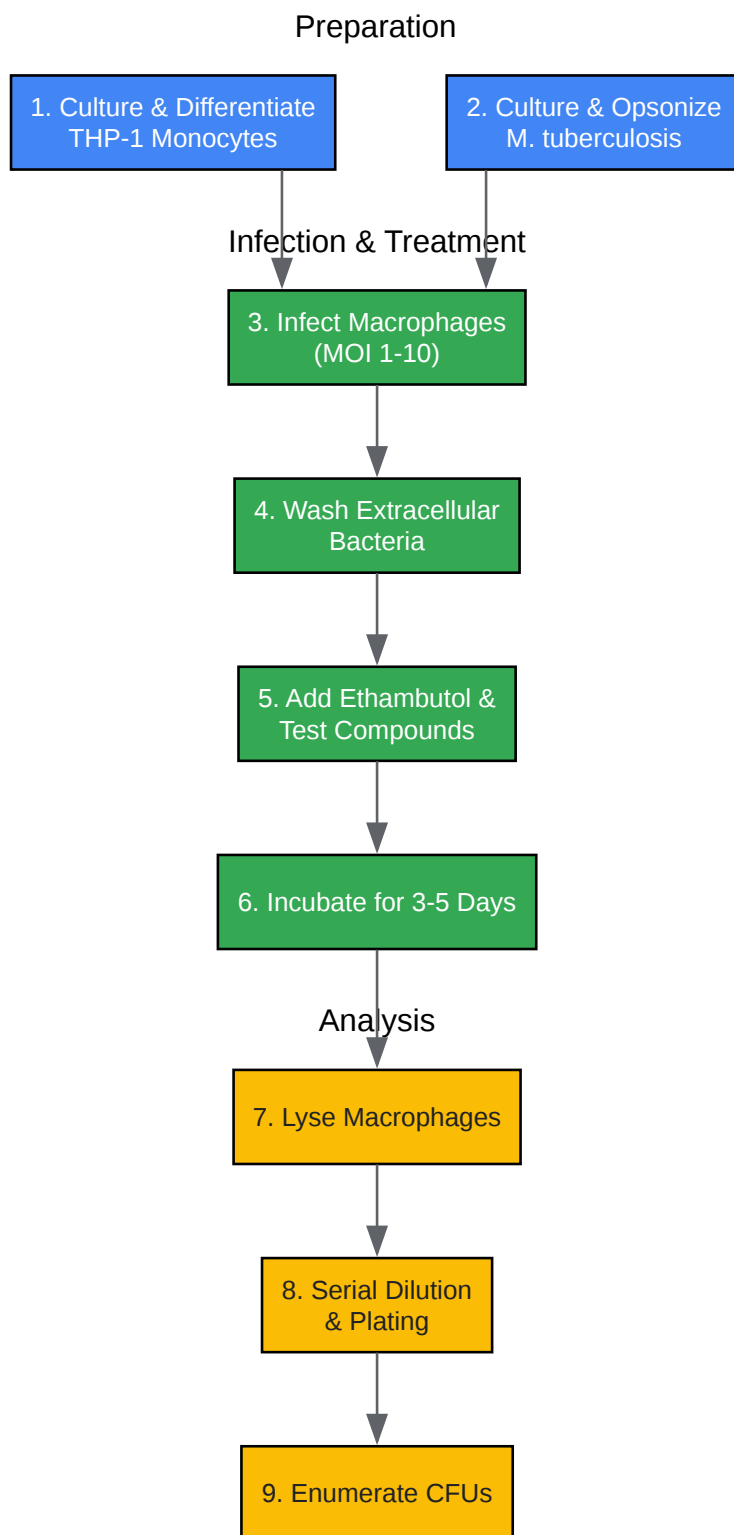 Preparation
1. Culture & Differentiate
THP-1 Monocytes
2. Culture & Opsonize
M. tuberculosis
Infection & Treatment
3. Infect Macrophages
(MOI 1-10)
4. Wash Extracellular
Bacteria
5. Add Ethambutol &
Test Compounds
6. Incubate for 3-5 Days
Analysis
7. Lyse Macrophages
8. Serial Dilution
& Plating
9. Enumerate CFUs